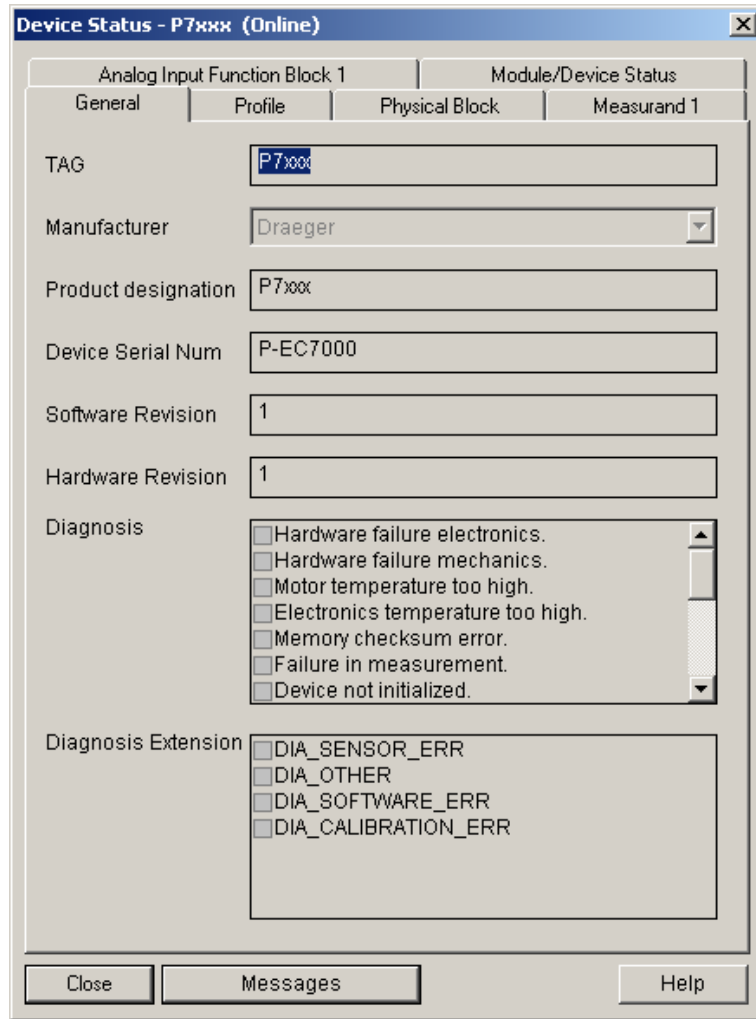 Device Status - P7xxx (Online)
Analog Input Function Block 1
Module/Device Status
General
Profile
Physical Block
Measurand 1
TAG
P7xxx
Manufacturer
Draeger
Product designation
P7xxx
Device Serial Num
P-EC7000
Software Revision
1
Hardware Revision
1
Diagnosis
Hardware failure electronics.
Hardware failure mechanics.
Motor temperature too high.
Electronics temperature too high.
Memory checksum error.
Failure in measurement.
Device not initialized.
Diagnosis Extension
DIA_SENSOR_ERR
DIA_OTHER
DIA_SOFTWARE_ERR
DIA_CALIBRATION_ERR
Close
Messages
Help